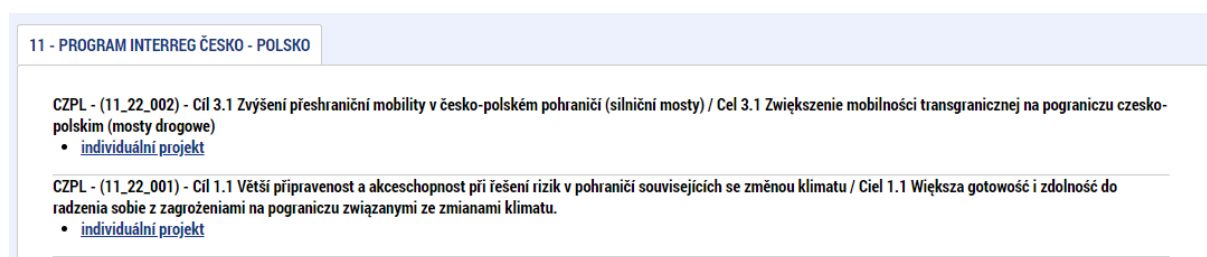 11 - PROGRAM INTERREG ČESKO - POLSKO
CZPL - (11_22_002) - Cíl 3.1 Zvýšení přeshraniční mobility v česko-polském pohraničí (silniční mosty) / Cel 3.1 Zwiększenie mobilności transgranicznej na pograniczu czesko-
polskim (mosty drogowe)
• individuální projekt
CZPL - (11_22_001) - Cíl 1.1 Větší připravenost a akceschopnost při řešení rizik v pohraničí souvisejících se změnou klimatu / Ciel 1.1 Większa gotowość i zdolność do
radzenia sobie z zagrożeniami na pograniczu związanymi ze zmianami klimatu.
• individuální projekt